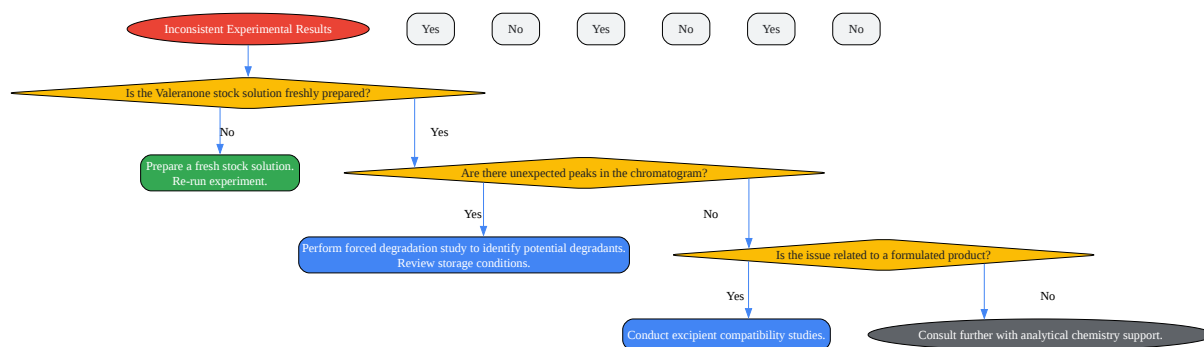 Inconsistent Experimental Results
Yes
No
Yes
No
Yes
No
Is the Valeranone stock solution freshly prepared?
No
Yes
Prepare a fresh stock solution.
Re-run experiment.
Are there unexpected peaks in the chromatogram?
Yes
No
Perform forced degradation study to identify potential degradants.
Review storage conditions.
Is the issue related to a formulated product?
Yes
No
Conduct excipient compatibility studies.
Consult further with analytical chemistry support.